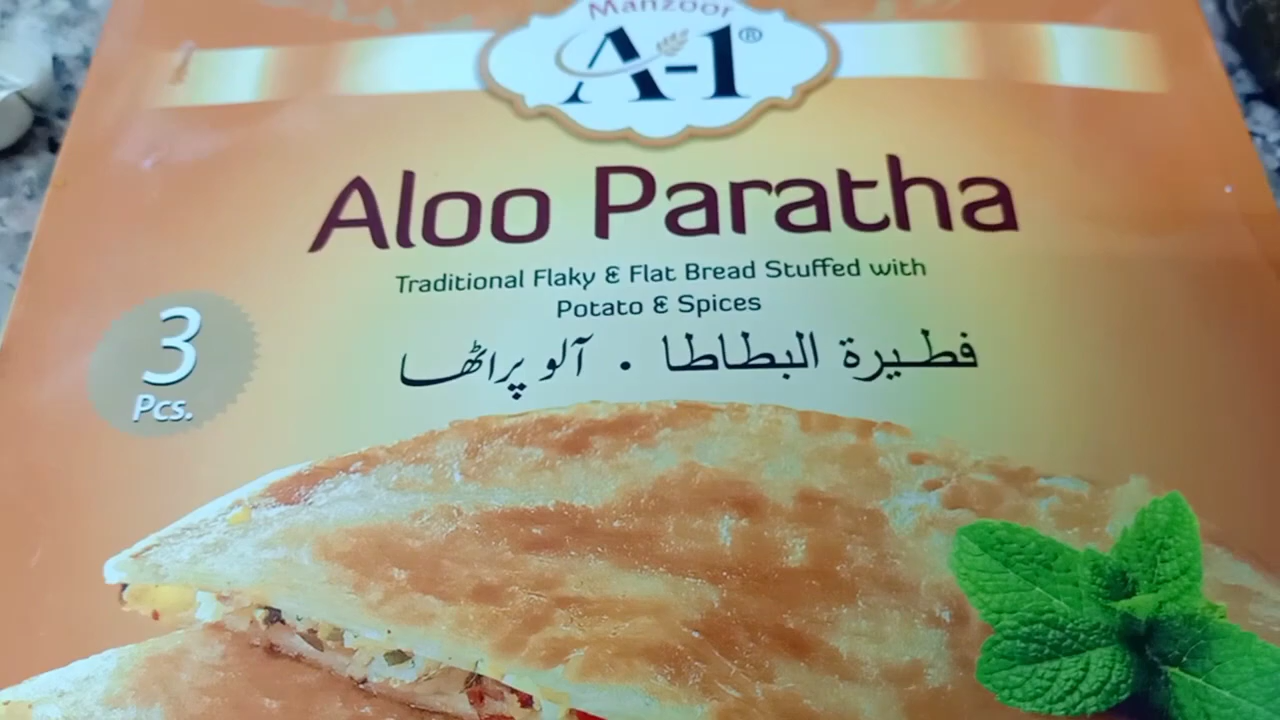 Manzoor
A-1®
Aloo Paratha
Traditional Flaky & Flat Bread Stuffed with
Potato & Spices
فطيرة البطاطا • آلو پراٹھا
3
Pcs.